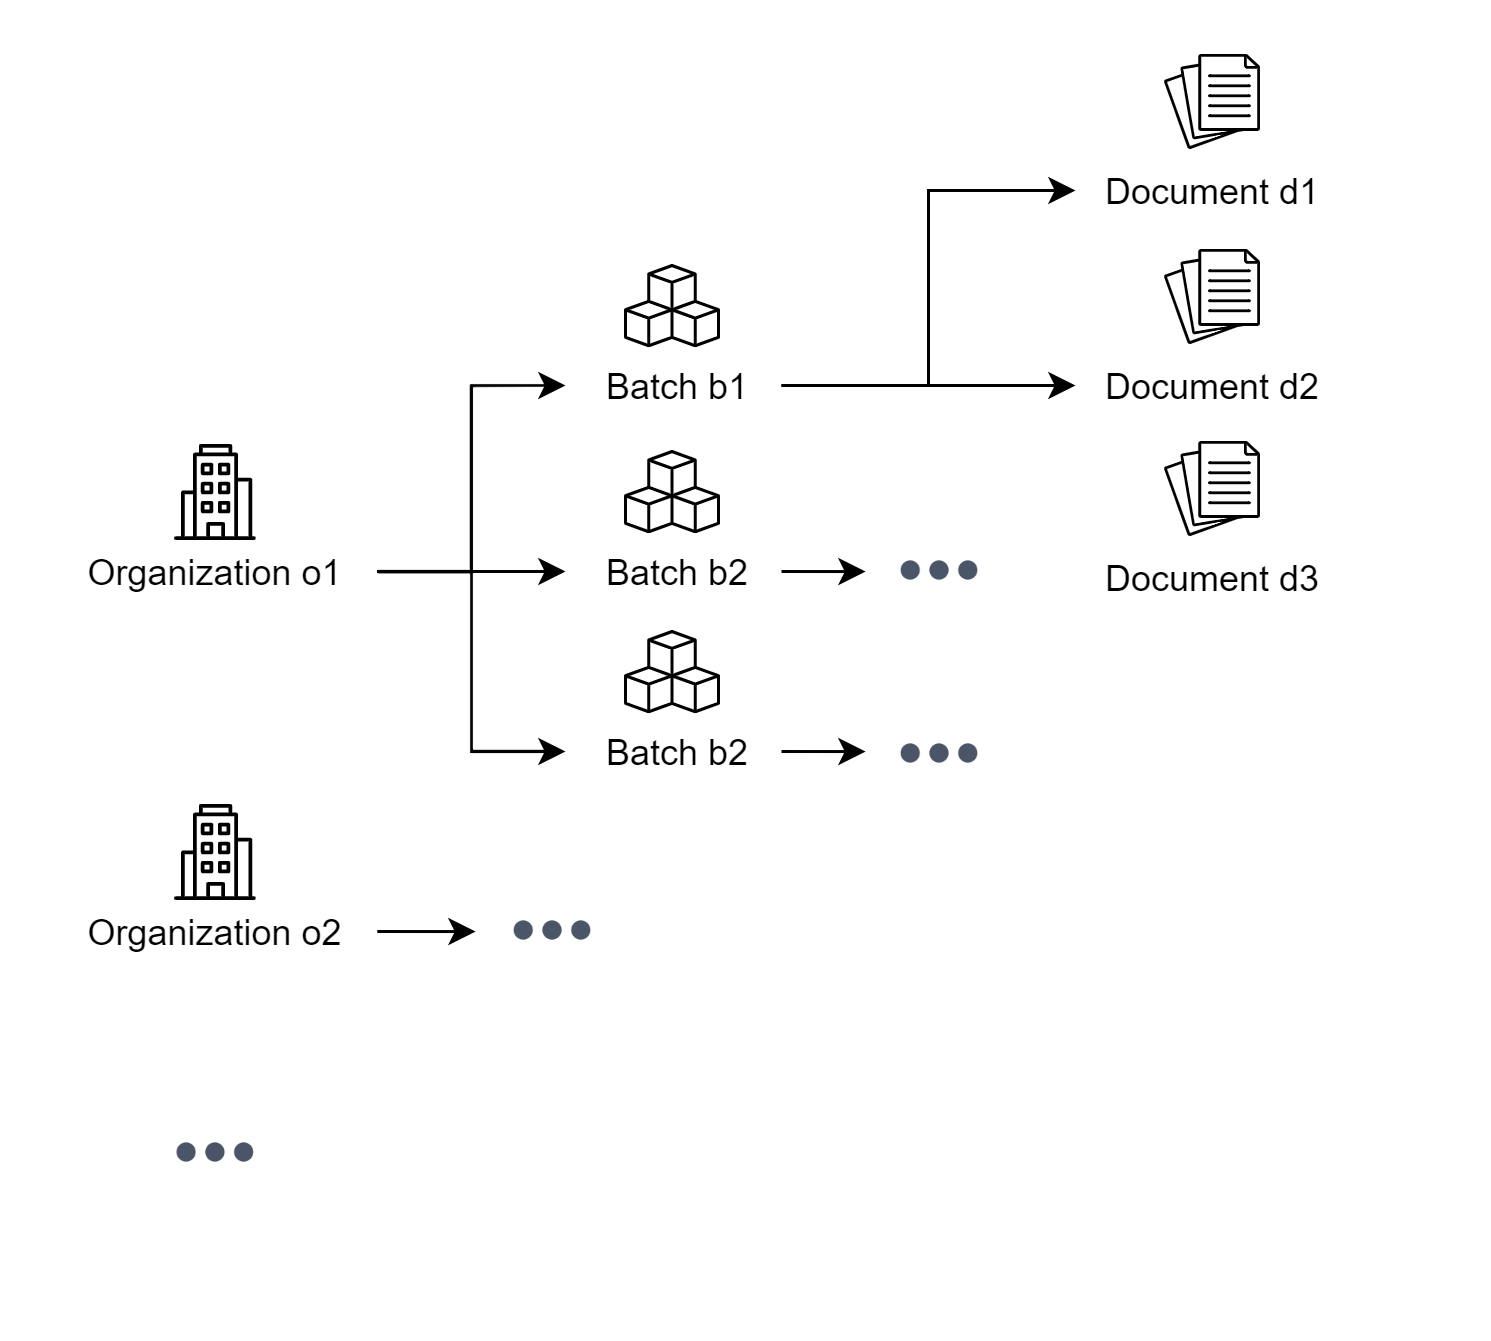 Document d1
Batch b1
Document d2
Organization o1
Batch b2
Document d3
Batch b2
Organization o2